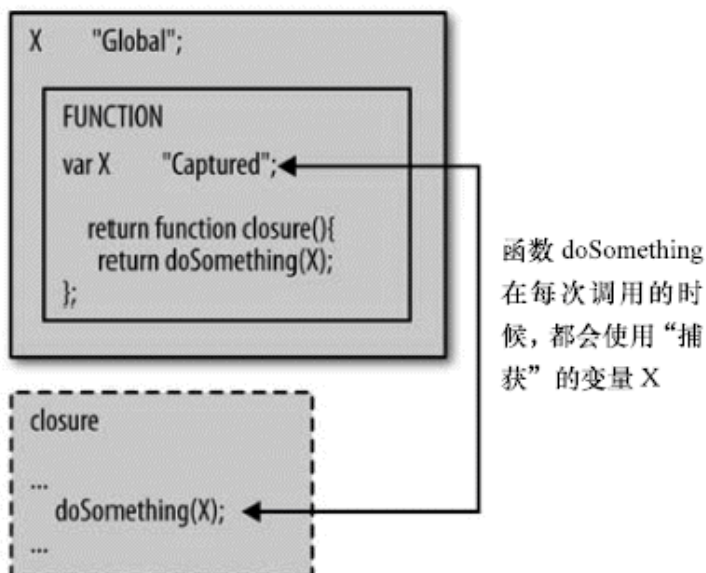 X "Global";
FUNCTION
var X "Captured";
return function closure(){
return doSomething(X);
};
函数 doSomething
在每次调用的时
候，都会使用“捕
获”的变量 X
closure
...
doSomething(X);
...